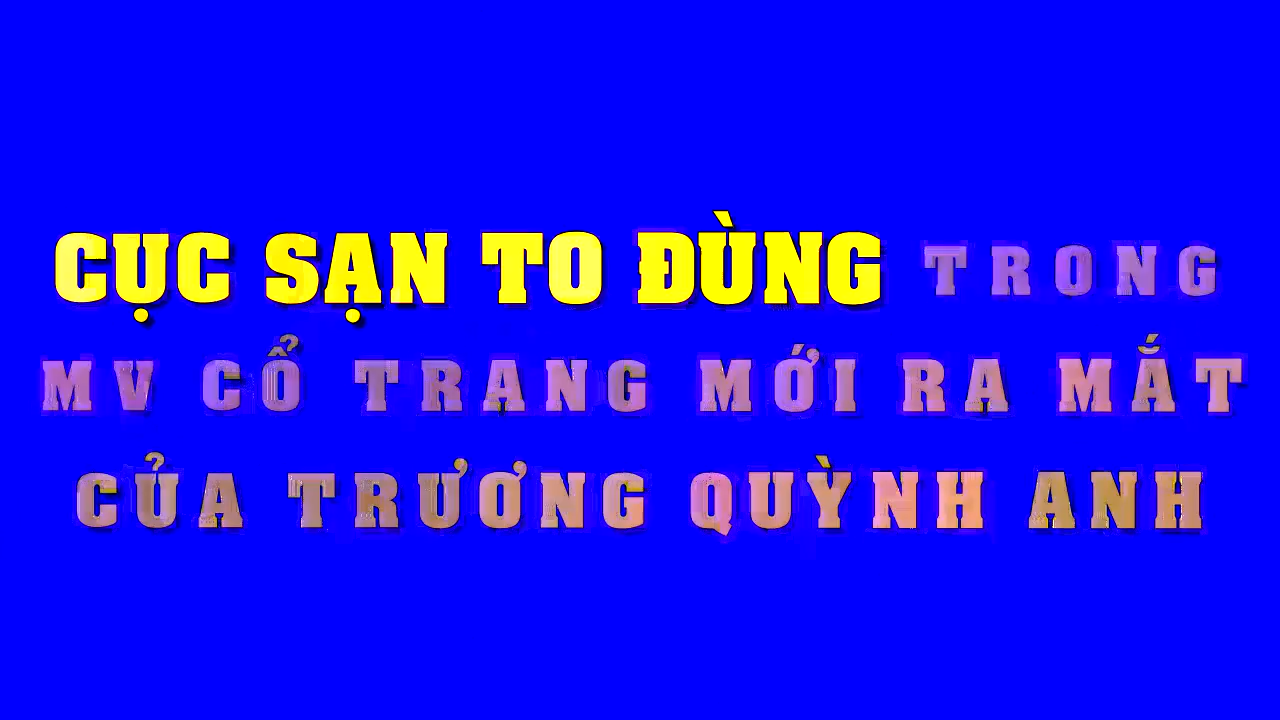 CỤC SẠN TO ĐÙNG TRONG
MV CỔ TRANG MỚI RA MẮT
CỦA TRƯƠNG QUỲNH ANH